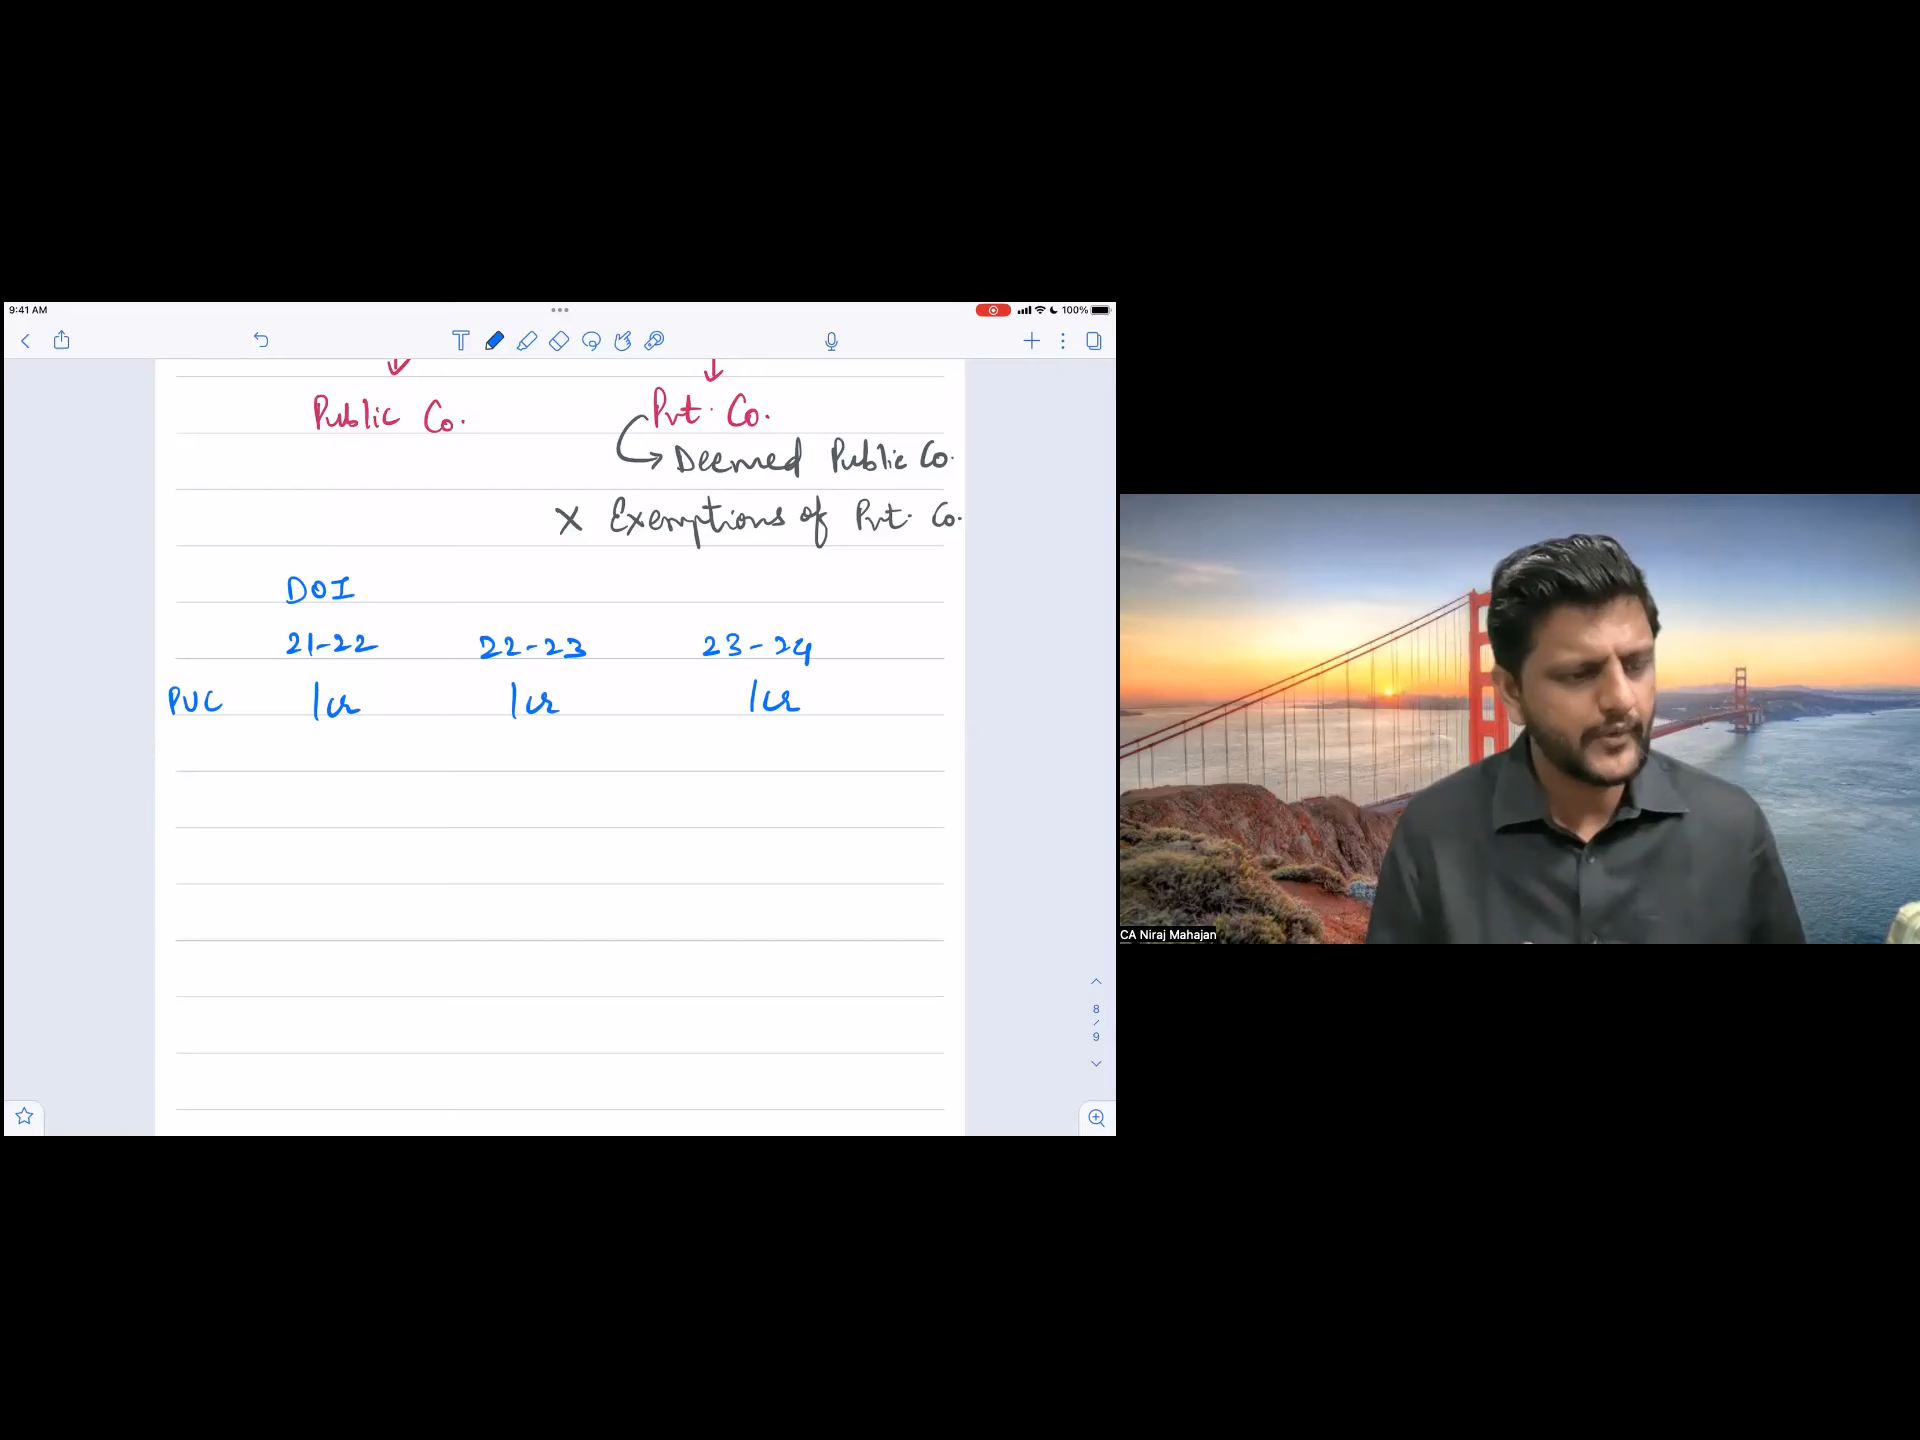 9:41 AM
100%
Public Co. Pvt. Co.
Deemed Public Co.
X Exemptions of Pvt. Co.
DOI
21-22 22-23 23-24
PUC 1cr 1cr 1cr
CA Niraj Mahajan
8
/
9